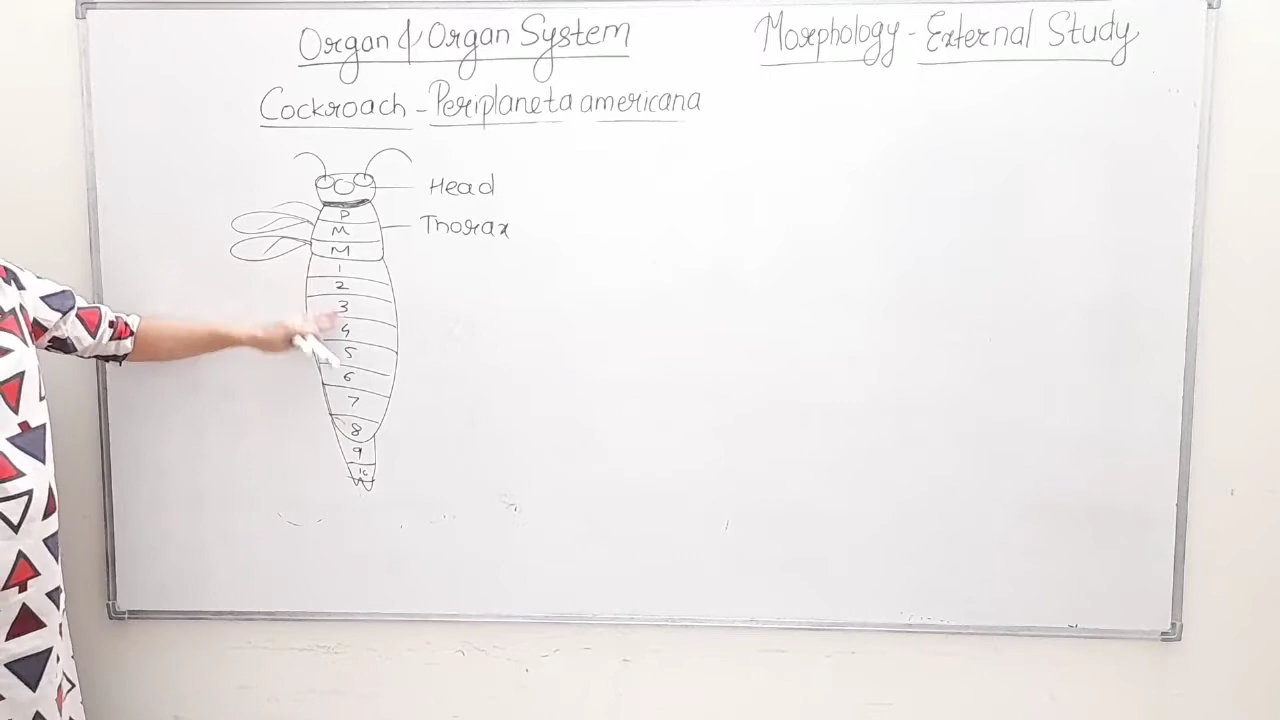 Organ & Organ System
Morphology - External Study
Cockroach - Periplaneta americana
Head
P
Thorax
M
M
1
2
3
4
5
6
7
8
9
10